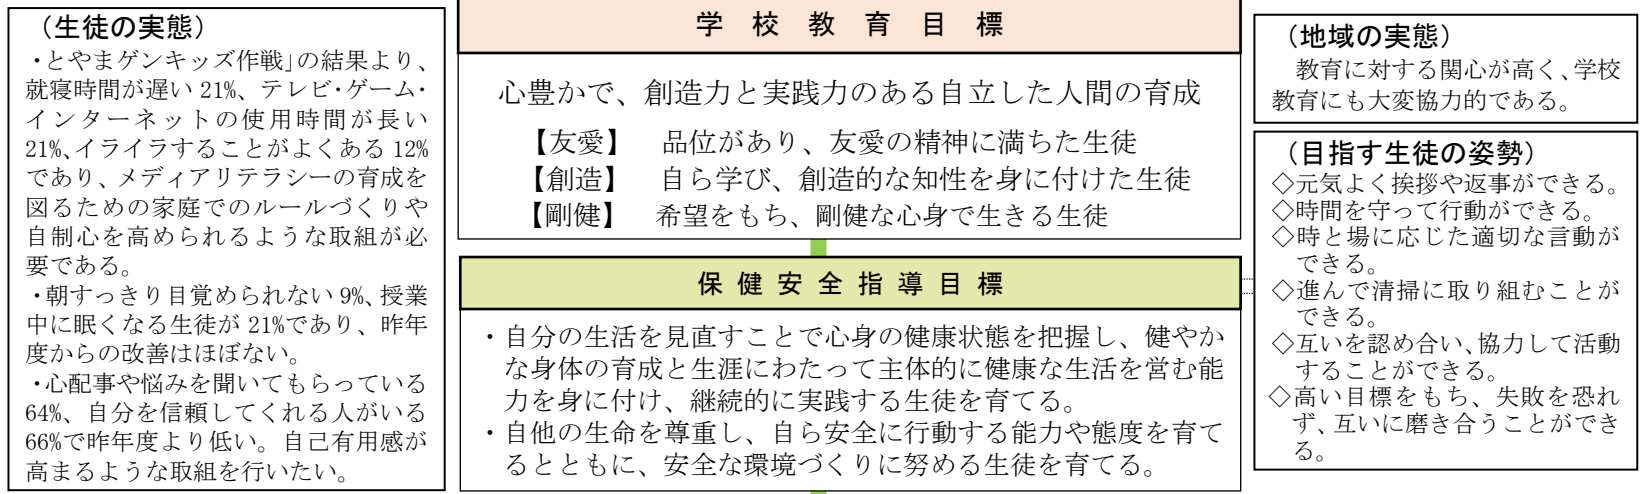 （生徒の実態）
・とやまゲンキッズ作戦」の結果より、
就寝時間が遅い 21%、テレビ・ゲーム・
インターネットの使用時間が長い
21%、イライラすることがよくある 12%
であり、メディアリテラシーの育成を
図るための家庭でのルールづくりや
自制心を高められるような取組が必
要である。
・朝すっきり目覚められない 9%、授業
中に眠くなる生徒が 21%であり、昨年
度からの改善はほぼない。
・心配事や悩みを聞いてもらっている
64%、自分を信頼してくれる人がいる
66%で昨年度より低い。自己有用感が
高まるような取組を行いたい。
学校教育目標
心豊かで、創造力と実践力のある自立した人間の育成
【友愛】 品位があり、友愛の精神に満ちた生徒
【創造】 自ら学び、創造的な知性を身に付けた生徒
【剛健】 希望をもち、剛健な心身で生きる生徒
保健安全指導目標
・自分の生活を見直すことで心身の健康状態を把握し、健やか
な身体の育成と生涯にわたって主体的に健康な生活を営む能
力を身に付け、継続的に実践する生徒を育てる。
・自他の生命を尊重し、自ら安全に行動する能力や態度を育て
るとともに、安全な環境づくりに努める生徒を育てる。
（地域の実態）
教育に対する関心が高く、学校
教育にも大変協力的である。
（目指す生徒の姿勢）
◇元気よく挨拶や返事ができる。
◇時間を守って行動ができる。
◇時と場に応じた適切な言動が
できる。
◇進んで清掃に取り組むことが
できる。
◇互いを認め合い、協力して活動
することができる。
◇高い目標をもち、失敗を恐れ
ず、互いに磨き合うことができ
る。